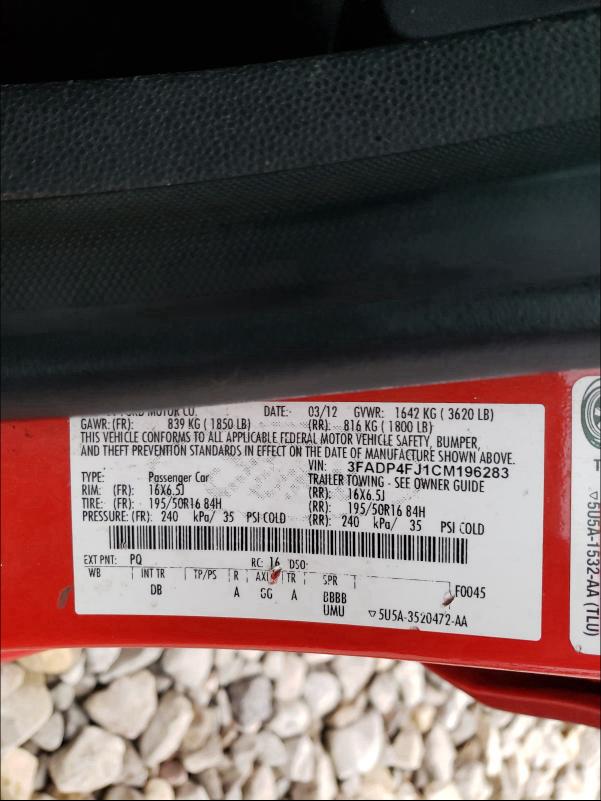 FORD MOTOR CO. DATE: 03/12 GVWR: 1642 KG ( 3620 LB)
GAWR: (FR): 839 KG ( 1850 LB) (RR): 816 KG ( 1800 LB)
THIS VEHICLE CONFORMS TO ALL APPLICABLE FEDERAL MOTOR VEHICLE SAFETY, BUMPER,
AND THEFT PREVENTION STANDARDS IN EFFECT ON THE DATE OF MANUFACTURE SHOWN ABOVE.
VIN: 3FADP4FJ1CM196283
TYPE: Passenger Car TRAILER TOWING - SEE OWNER GUIDE
RIM: (FR): 16X6.5J (RR): 16X6.5J
TIRE: (FR): 195/50R16 84H (RR): 195/50R16 84H
PRESSURE: (FR): 240 kPa/ 35 PSI COLD (RR): 240 kPa/ 35 PSI COLD
EXT PNT: PQ RC: 16 DSO:
WB INT TR TP/PS R AXL TR SPR F0045
DB A GG A BBBB
UMU ▽5U5A-3520472-AA
▽5U5A-1532-AA (TLU)